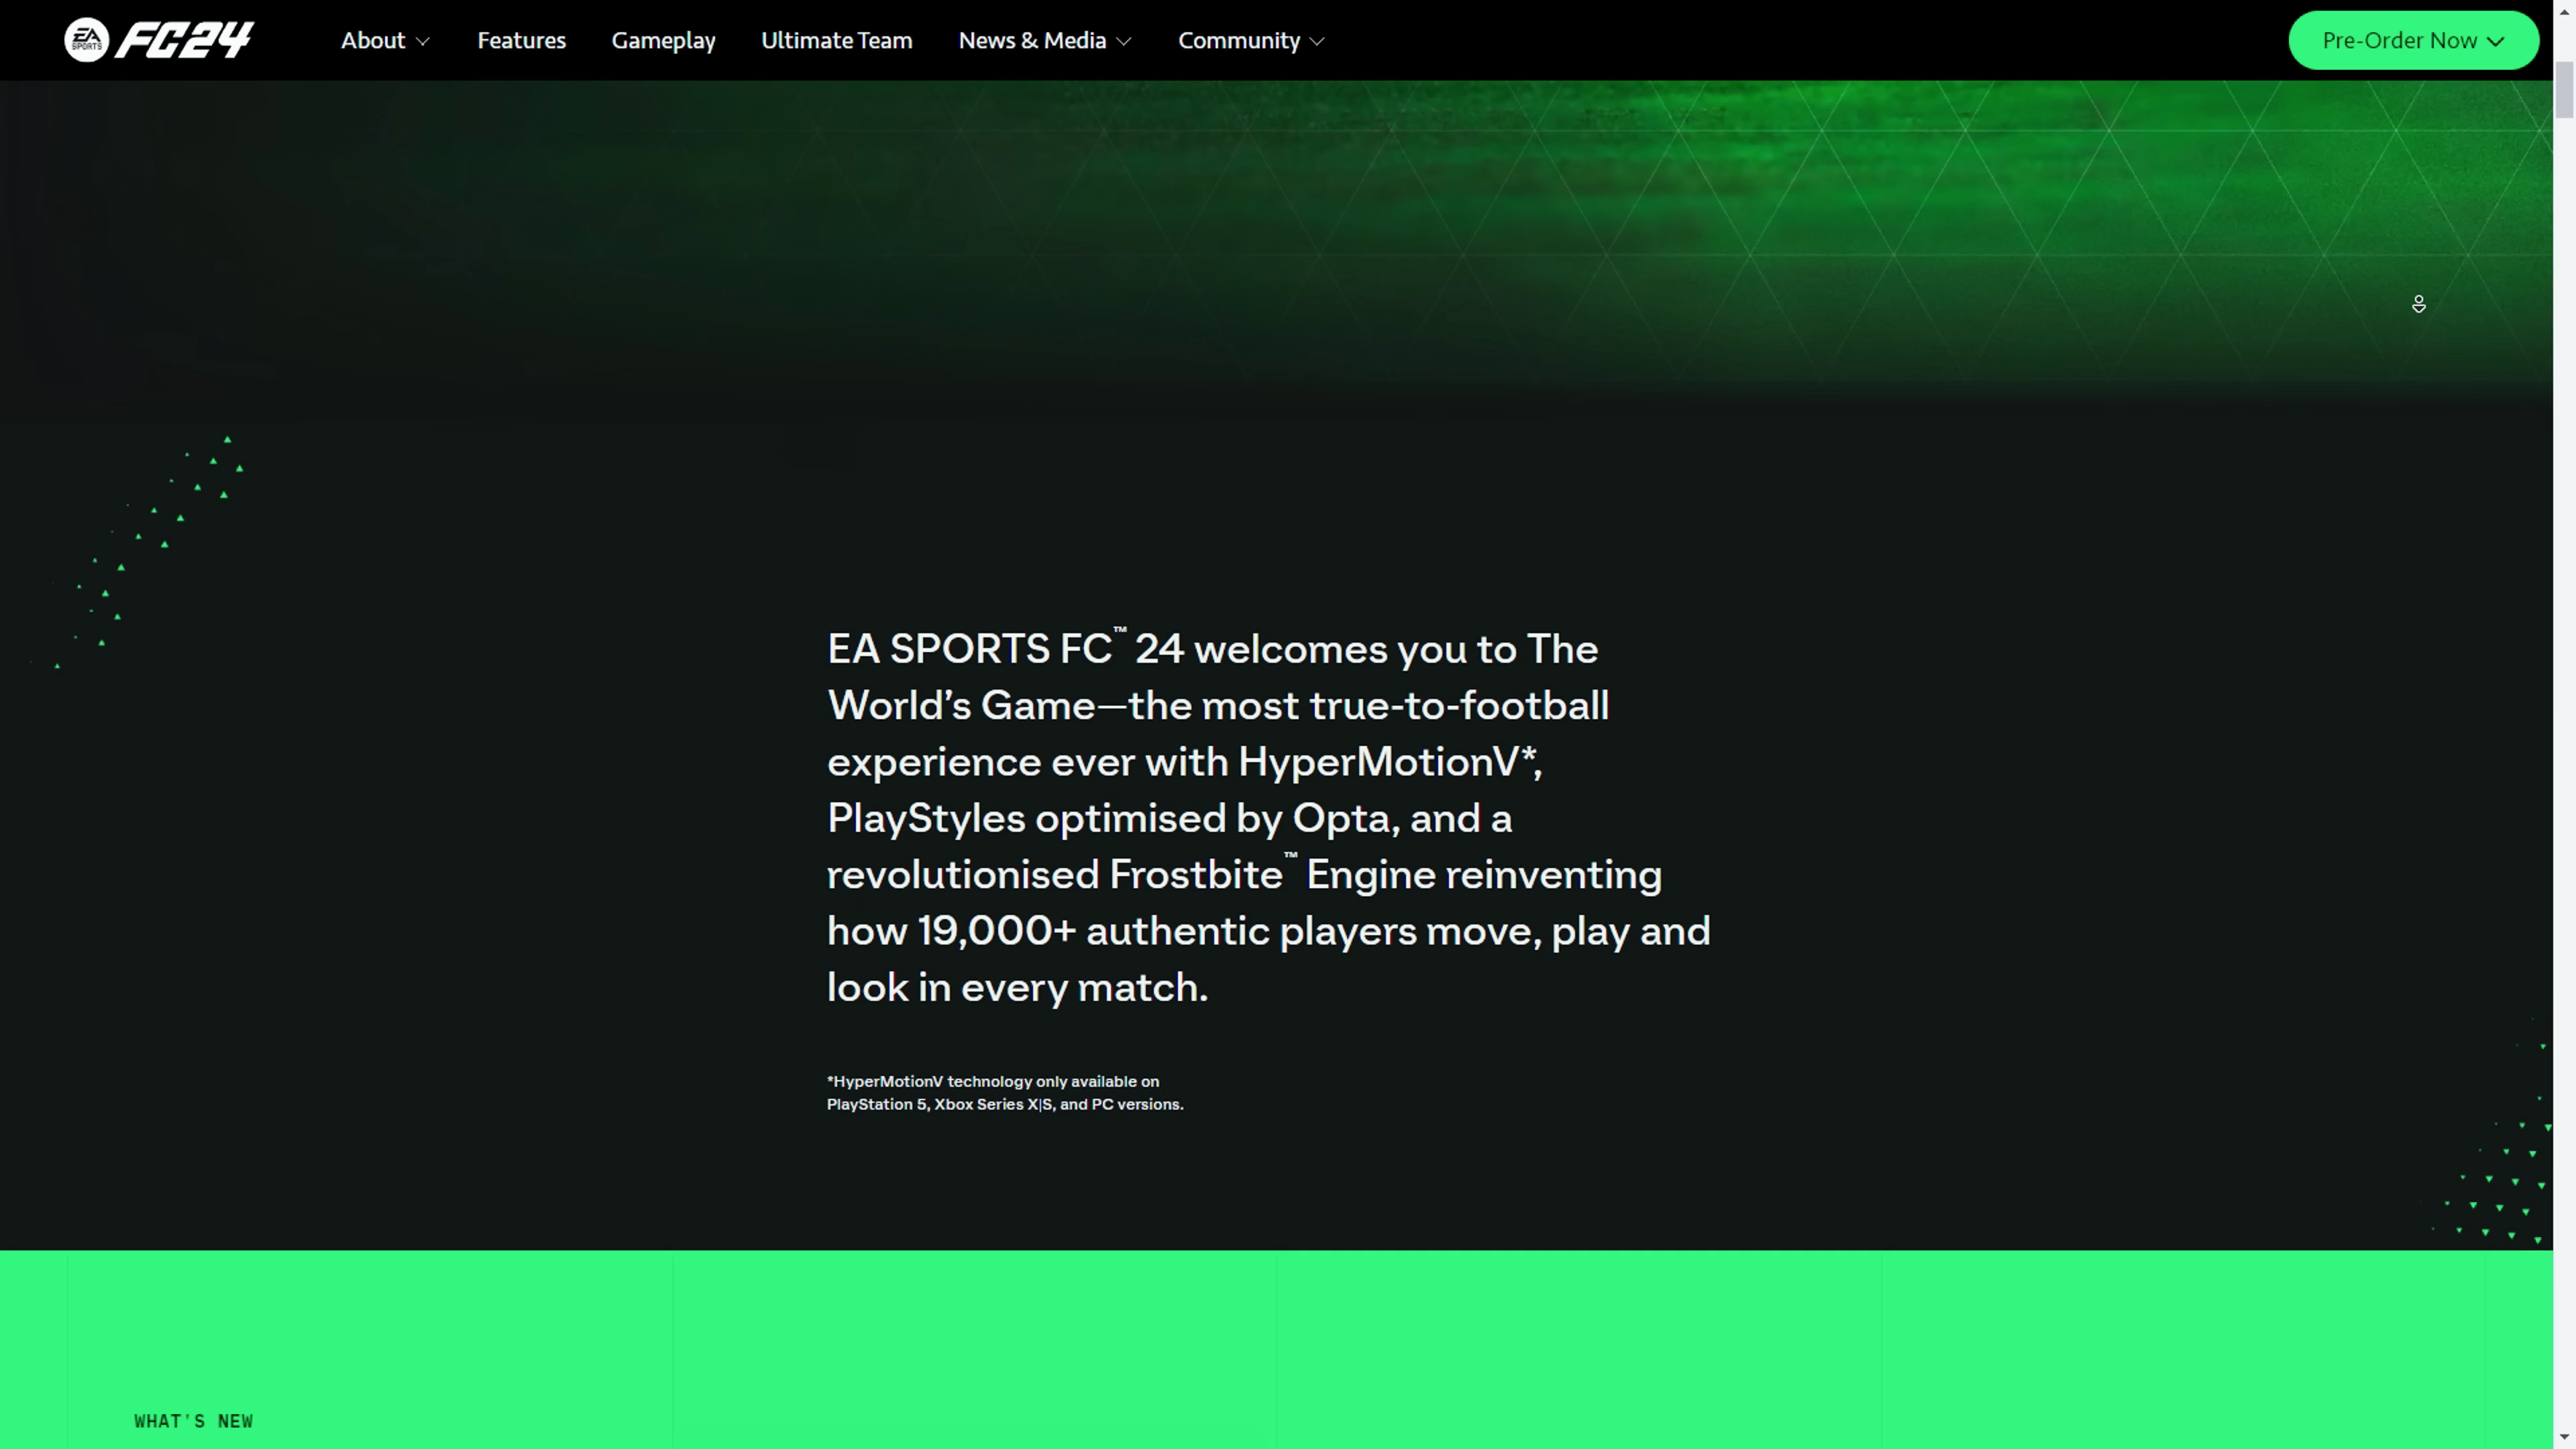 EA SPORTS FC24 About Features Gameplay Ultimate Team News & Media Community Pre-Order Now
EA SPORTS FC™ 24 welcomes you to The
World’s Game—the most true-to-football
experience ever with HyperMotionV*,
PlayStyles optimised by Opta, and a
revolutionised Frostbite™ Engine reinventing
how 19,000+ authentic players move, play and
look in every match.
*HyperMotionV technology only available on
PlayStation 5, Xbox Series X|S, and PC versions.
WHAT'S NEW